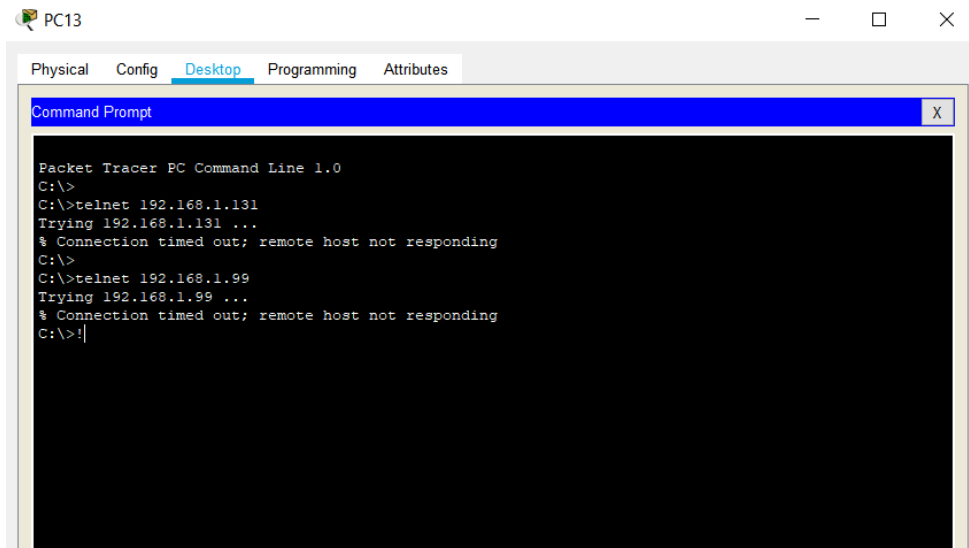 PC13
Physical Config Desktop Programming Attributes
Command Prompt X
Packet Tracer PC Command Line 1.0
C:\>
C:\>telnet 192.168.1.131
Trying 192.168.1.131 ...
% Connection timed out; remote host not responding
C:\>
C:\>telnet 192.168.1.99
Trying 192.168.1.99 ...
% Connection timed out; remote host not responding
C:\>!